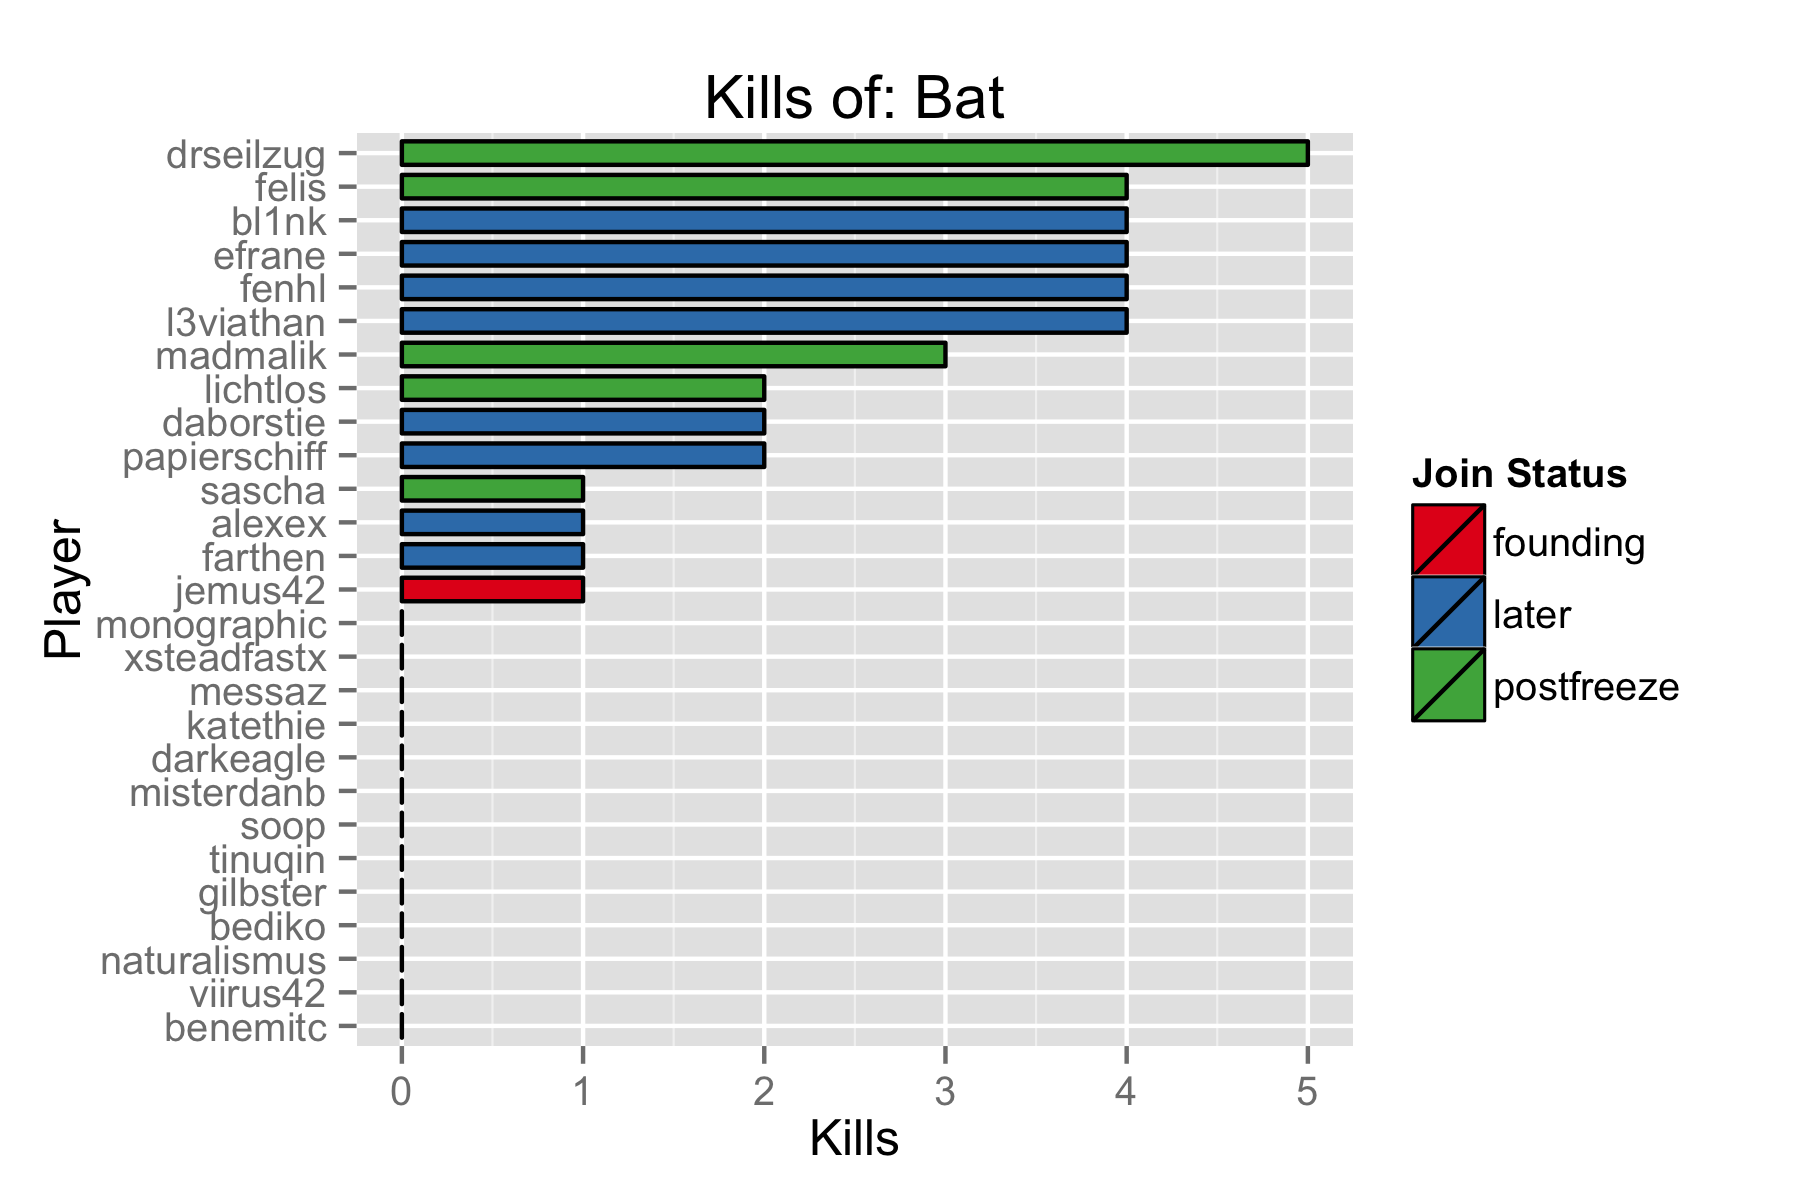 Kills of: Bat
drseilzug
felis
bl1nk
efrane
fenhl
l3viathan
madmalik
lichtlos
daborstie
papierschiff
sascha
alexex
farthen
jemus42
monographic
xsteadfastx
messaz
katethie
darkeagle
misterdanb
soop
tinuqin
gilbster
bediko
naturalismus
viirus42
benemitc
Player
0 1 2 3 4 5
Kills
Join Status
founding
later
postfreeze